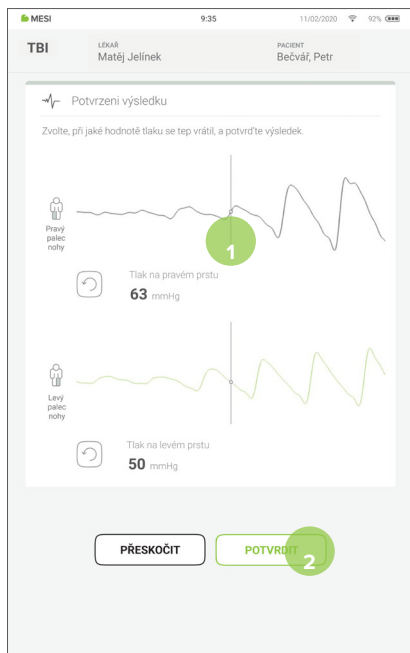 MESI 9:35 11/02/2020 92%
TBI
LÉKAŘ
Matěj Jelínek
PACIENT
Bečvář, Petr
Potvrzeni výsledku
Zvolte, při jaké hodnotě tlaku se tep vrátil, a potvrďte výsledek.
Pravý
palec
nohy
1
Tlak na pravém prstu
63 mmHg
Levý
palec
nohy
Tlak na levém prstu
50 mmHg
PŘESKOČIT
POTVRDIT
2